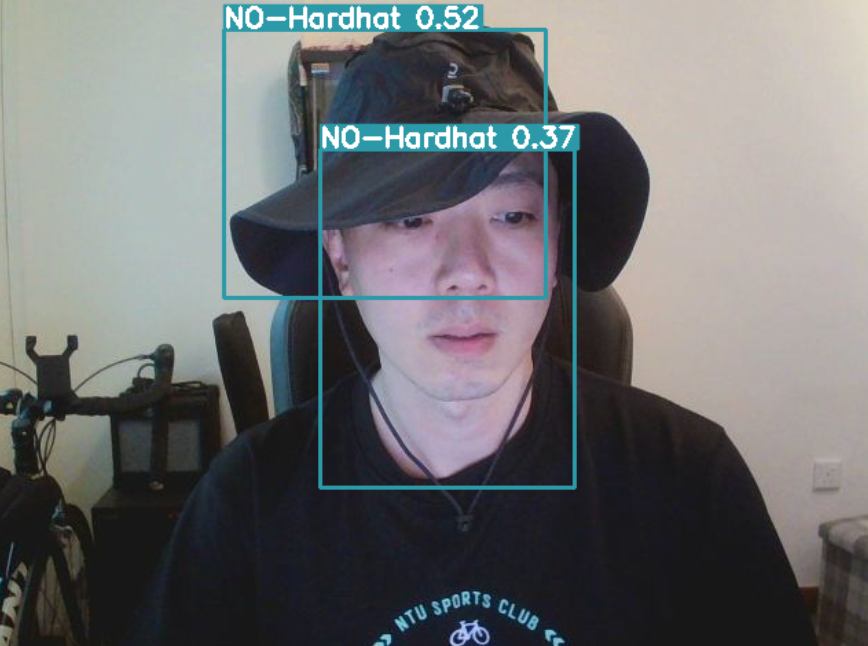 NO-Hardhat 0.52
NO-Hardhat 0.37
NTU SPORTS CLUB